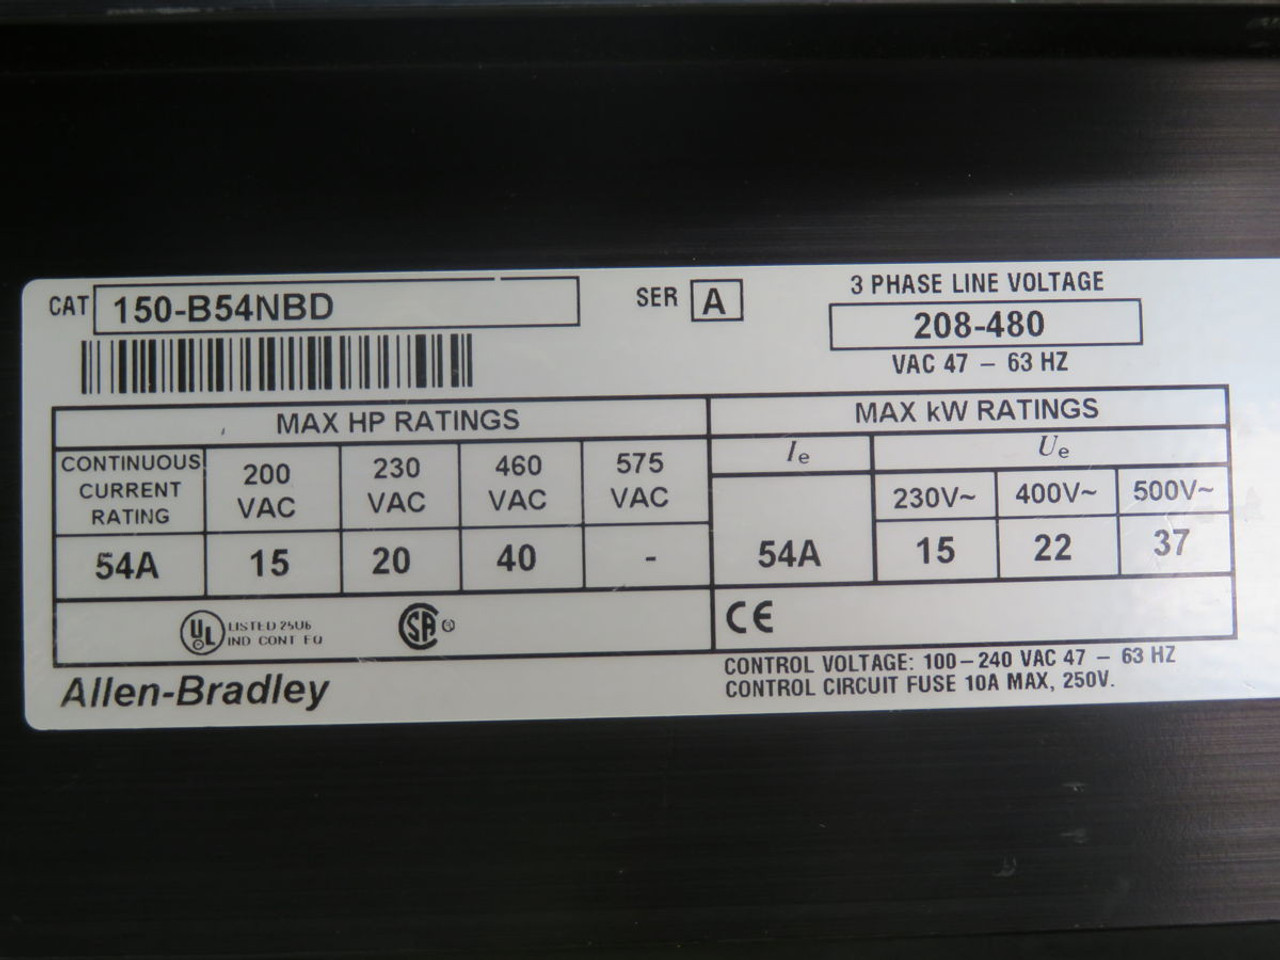 CAT 150-B54NBD SER A
3 PHASE LINE VOLTAGE
208-480
VAC 47 – 63 HZ
MAX HP RATINGS
CONTINUOUS
CURRENT
RATING
200
VAC
230
VAC
460
VAC
575
VAC
54A 15 20 40 -
MAX kW RATINGS
Ie Ue
230V~ 400V~ 500V~
54A 15 22 37
UL LISTED 25U6
IND CONT EQ
SA
CE
Allen-Bradley
CONTROL VOLTAGE: 100–240 VAC 47 – 63 HZ
CONTROL CIRCUIT FUSE 10A MAX, 250V.